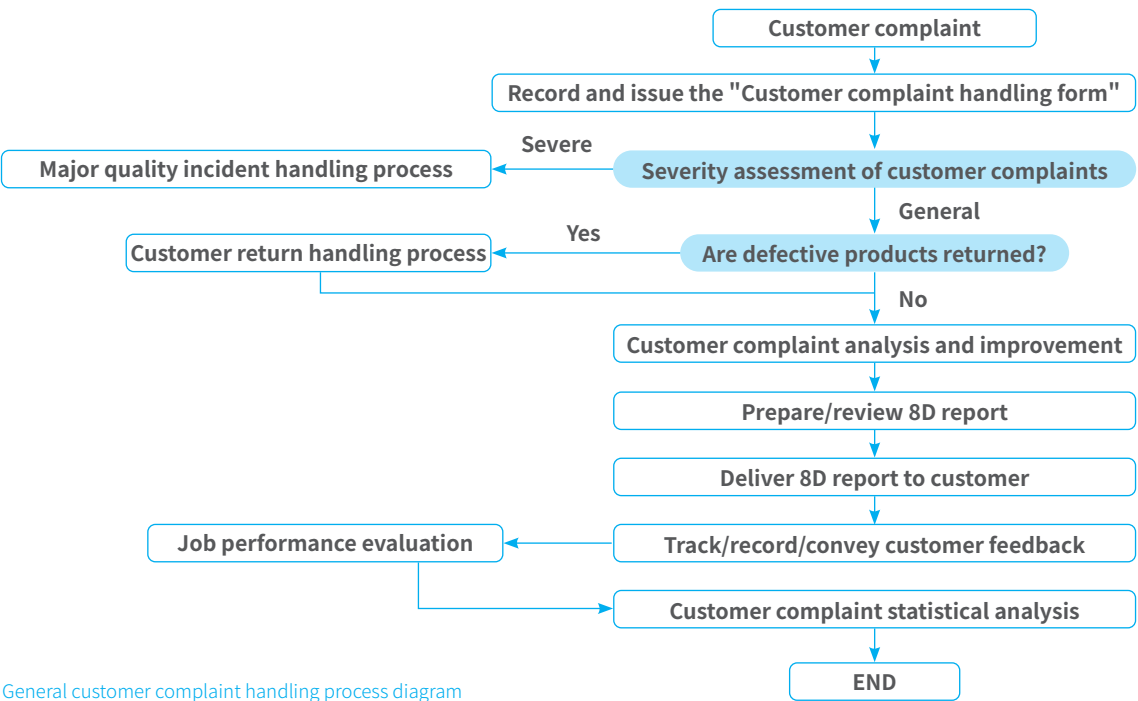 Customer complaint
Record and issue the "Customer complaint handling form"
Severe
Major quality incident handling process
Severity assessment of customer complaints
General
Yes
Customer return handling process
Are defective products returned?
No
Customer complaint analysis and improvement
Prepare/review 8D report
Deliver 8D report to customer
Job performance evaluation
Track/record/convey customer feedback
Customer complaint statistical analysis
END
General customer complaint handling process diagram